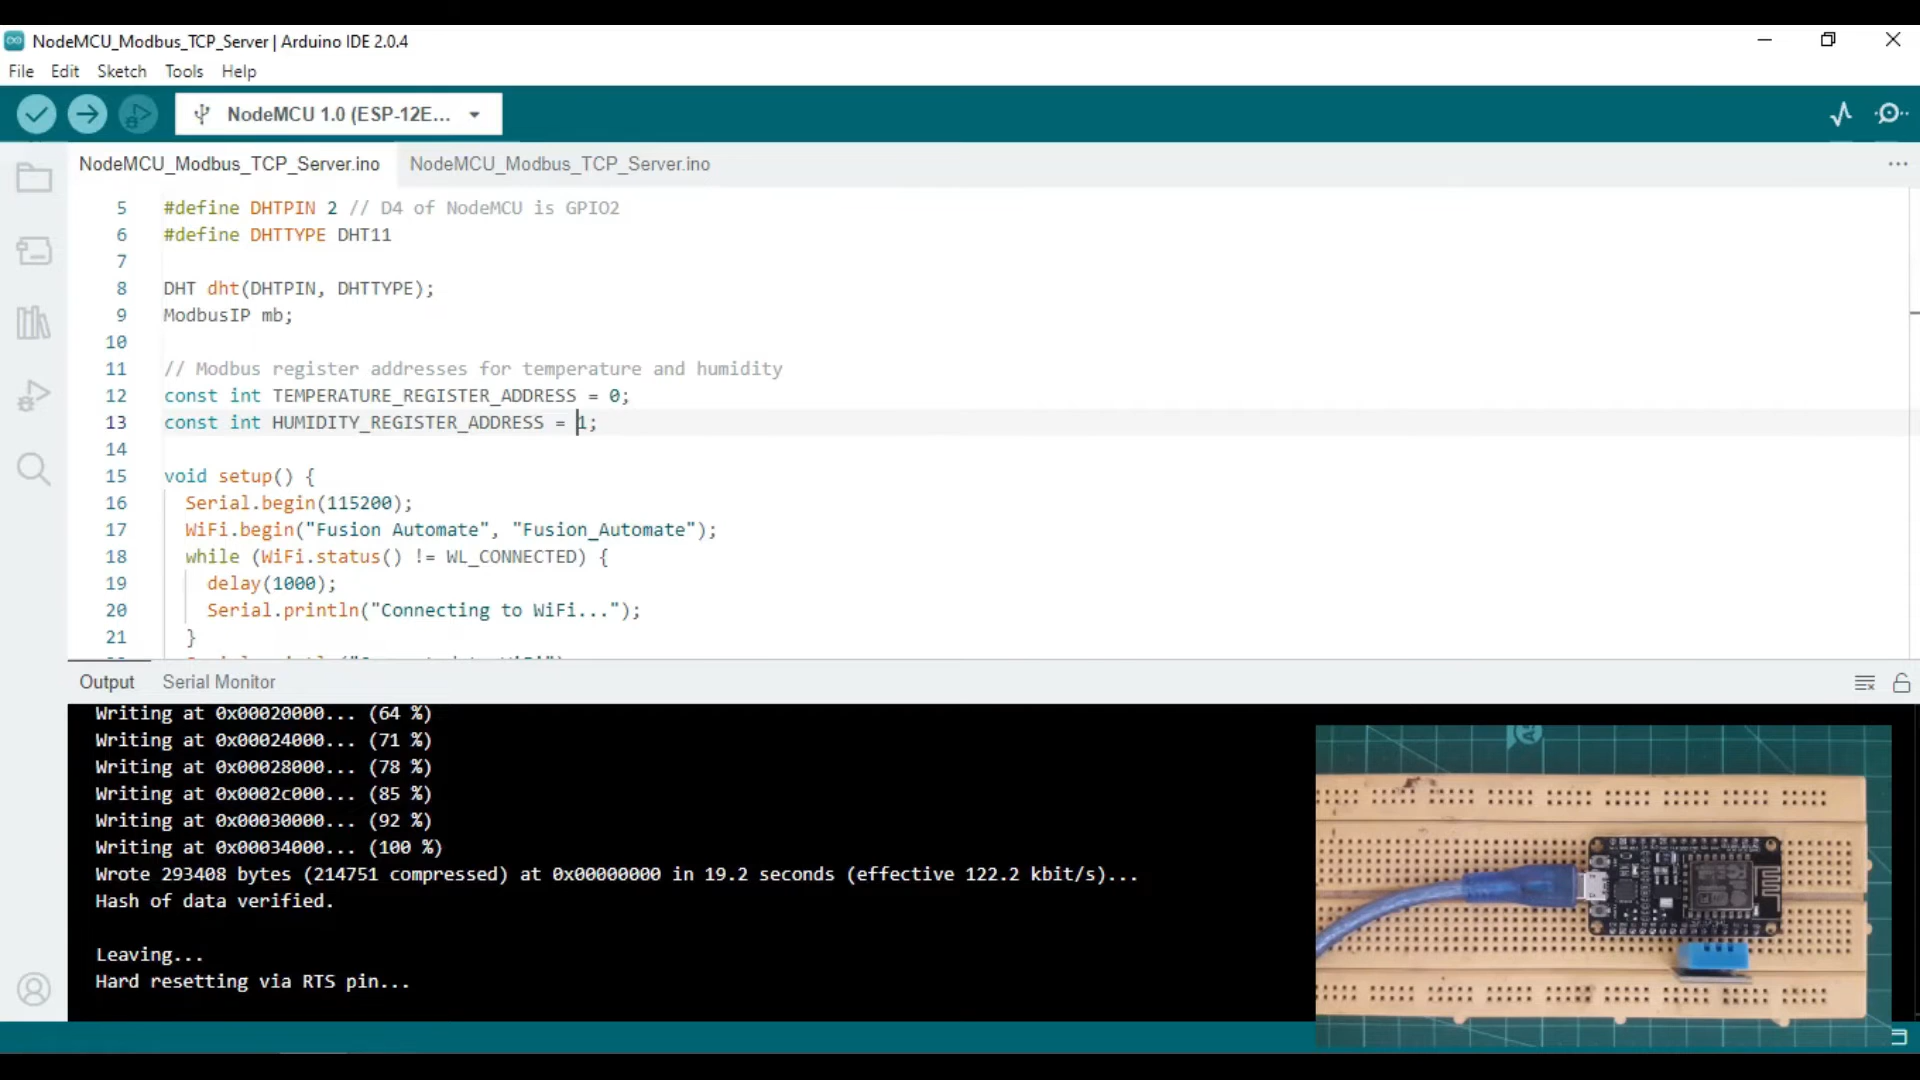 NodeMCU_Modbus_TCP_Server | Arduino IDE 2.0.4
File Edit Sketch Tools Help
NodeMCU 1.0 (ESP-12E...
NodeMCU_Modbus_TCP_Server.ino NodeMCU_Modbus_TCP_Server.ino
5 #define DHTPIN 2 // D4 of NodeMCU is GPIO2
6 #define DHTTYPE DHT11
7
8 DHT dht(DHTPIN, DHTTYPE);
9 ModbusIP mb;
10
11 // Modbus register addresses for temperature and humidity
12 const int TEMPERATURE_REGISTER_ADDRESS = 0;
13 const int HUMIDITY_REGISTER_ADDRESS = 1;
14
15 void setup() {
16 Serial.begin(115200);
17 WiFi.begin("Fusion Automate", "Fusion_Automate");
18 while (WiFi.status() != WL_CONNECTED) {
19 delay(1000);
20 Serial.println("Connecting to WiFi...");
21 }
Output Serial Monitor
Writing at 0x00020000... (64 %)
Writing at 0x00024000... (71 %)
Writing at 0x00028000... (78 %)
Writing at 0x0002c000... (85 %)
Writing at 0x00030000... (92 %)
Writing at 0x00034000... (100 %)
Wrote 293408 bytes (214751 compressed) at 0x00000000 in 19.2 seconds (effective 122.2 kbit/s)...
Hash of data verified.
Leaving...
Hard resetting via RTS pin...